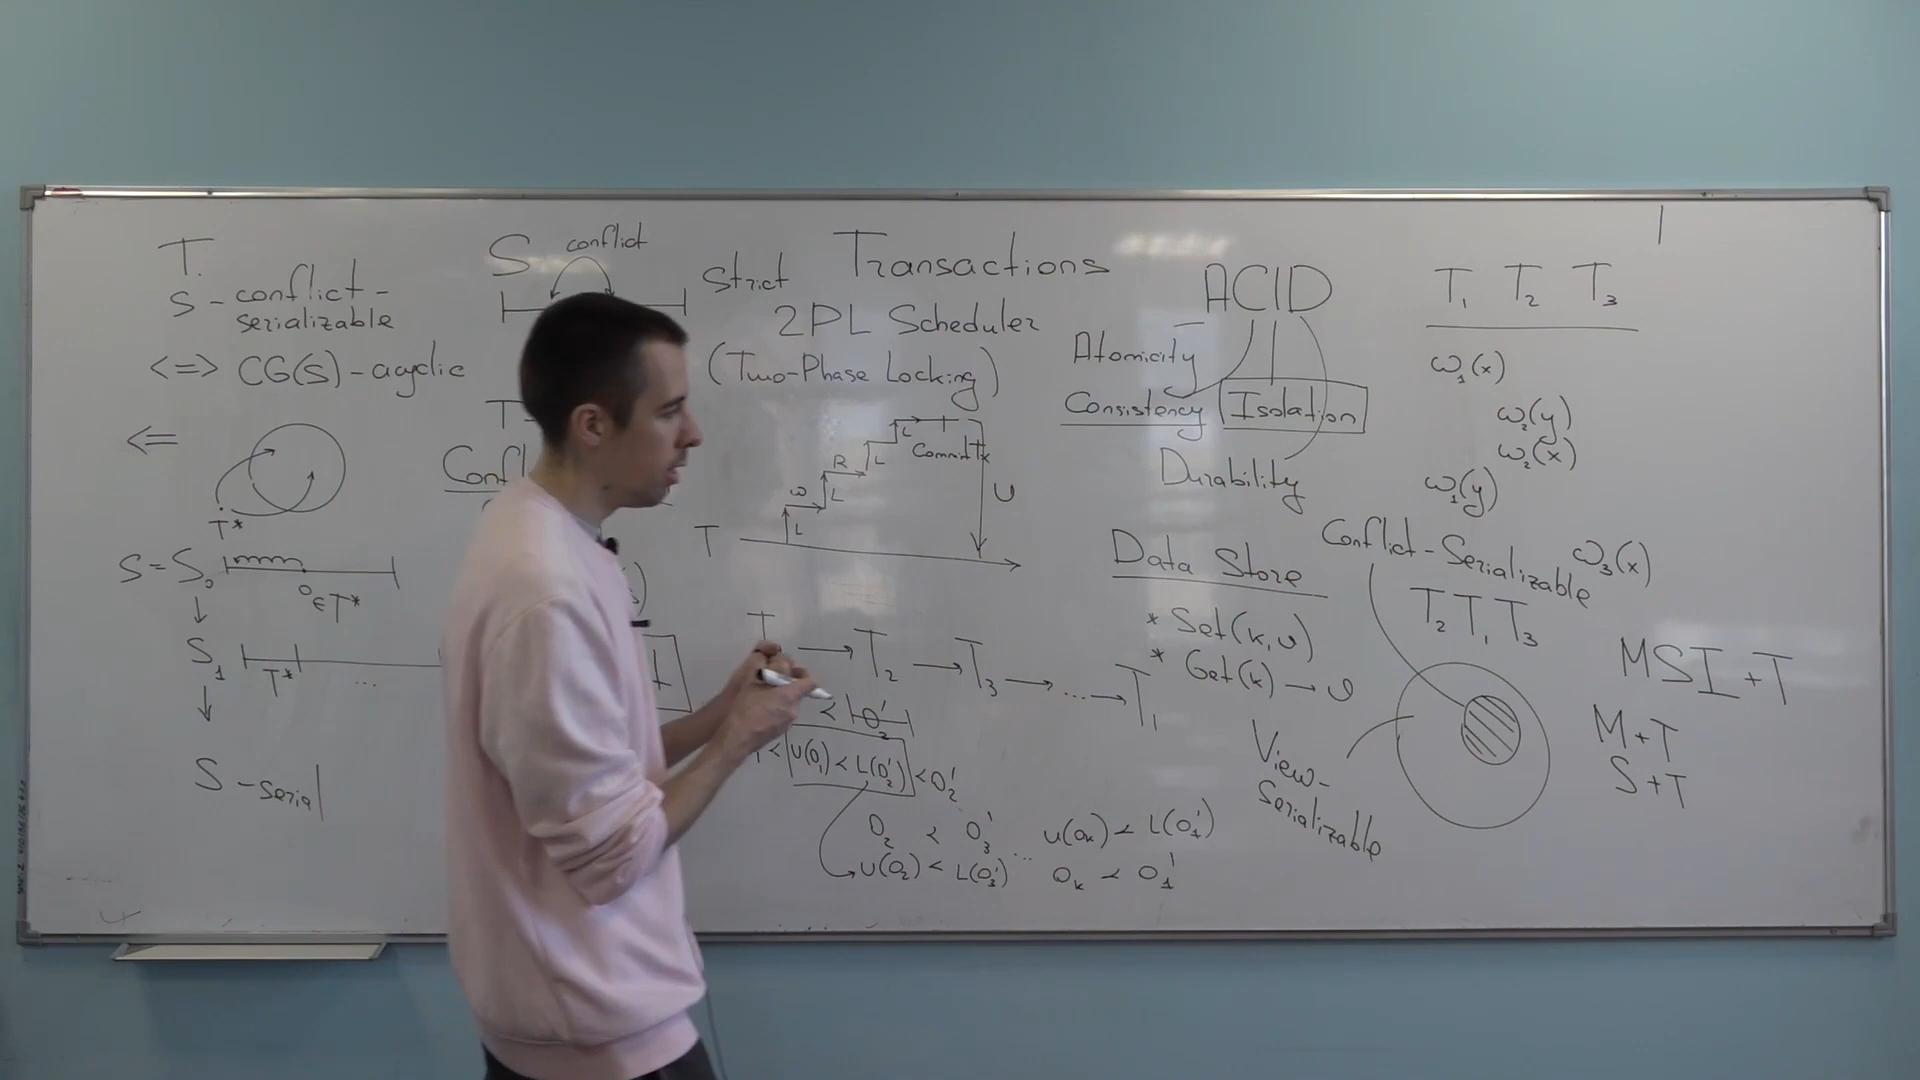 T.
S - conflict -
serializable
<=> CG(S) - acyclic
<=
T*
S = S₀
∈T*
S₁
T*
...
S - serial
S
conflict
Transactions
Strict
2PL Scheduler
(Two-Phase Locking)
L
ω
L
R
L
L
Commit Tx
U
T
→ T₂ → T₃ → ... → T₁
< O₂'
< U(O₁) < L(O₂') < O₂'
O₂ < O₃'
U(O₂) < L(O₃')
...
U(Oₖ) < L(O₁')
Oₖ < O₁'
ACID
Atomicity
Consistency
Isolation
Durability
Data Store
* Set(k, v)
* Get(k) → v
T₁ T₂ T₃
ω₁(x)
ω₂(y)
ω₂(x)
ω₁(y)
ω₃(x)
Conflict-Serializable
T₂ T₁ T₃
View-
Serializable
MSI + T
M + T
S + T